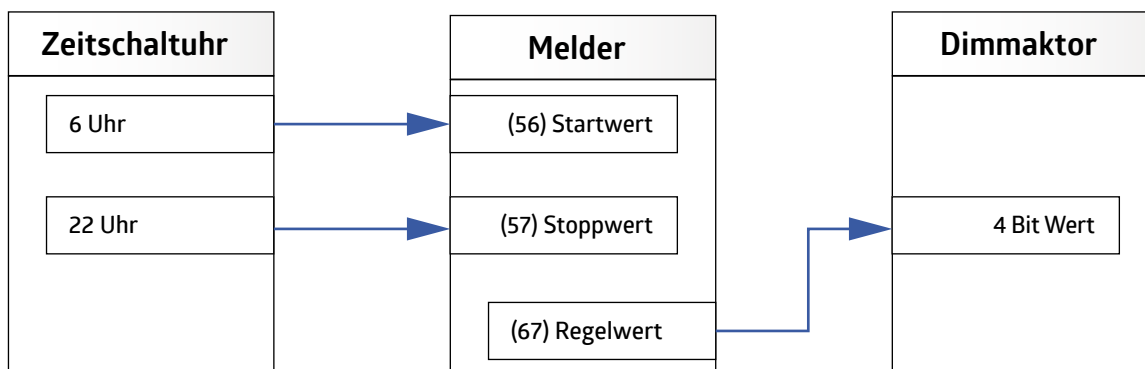 Zeitschaltuhr
Melder
Dimmaktor
6 Uhr
(56) Startwert
22 Uhr
(57) Stoppwert
4 Bit Wert
(67) Regelwert